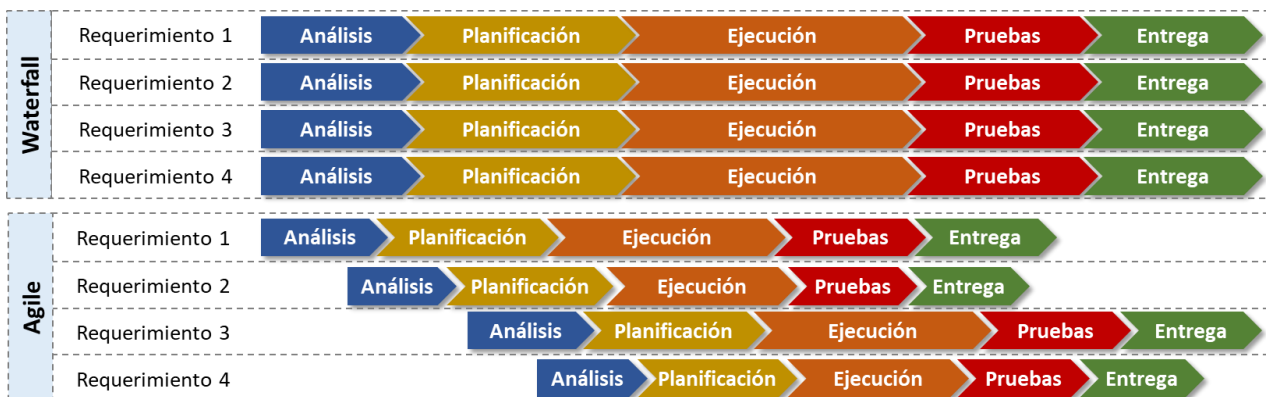 Waterfall
Requerimiento 1 Análisis Planificación Ejecución Pruebas Entrega
Requerimiento 2 Análisis Planificación Ejecución Pruebas Entrega
Requerimiento 3 Análisis Planificación Ejecución Pruebas Entrega
Requerimiento 4 Análisis Planificación Ejecución Pruebas Entrega
Agile
Requerimiento 1 Análisis Planificación Ejecución Pruebas Entrega
Requerimiento 2 Análisis Planificación Ejecución Pruebas Entrega
Requerimiento 3 Análisis Planificación Ejecución Pruebas Entrega
Requerimiento 4 Análisis Planificación Ejecución Pruebas Entrega